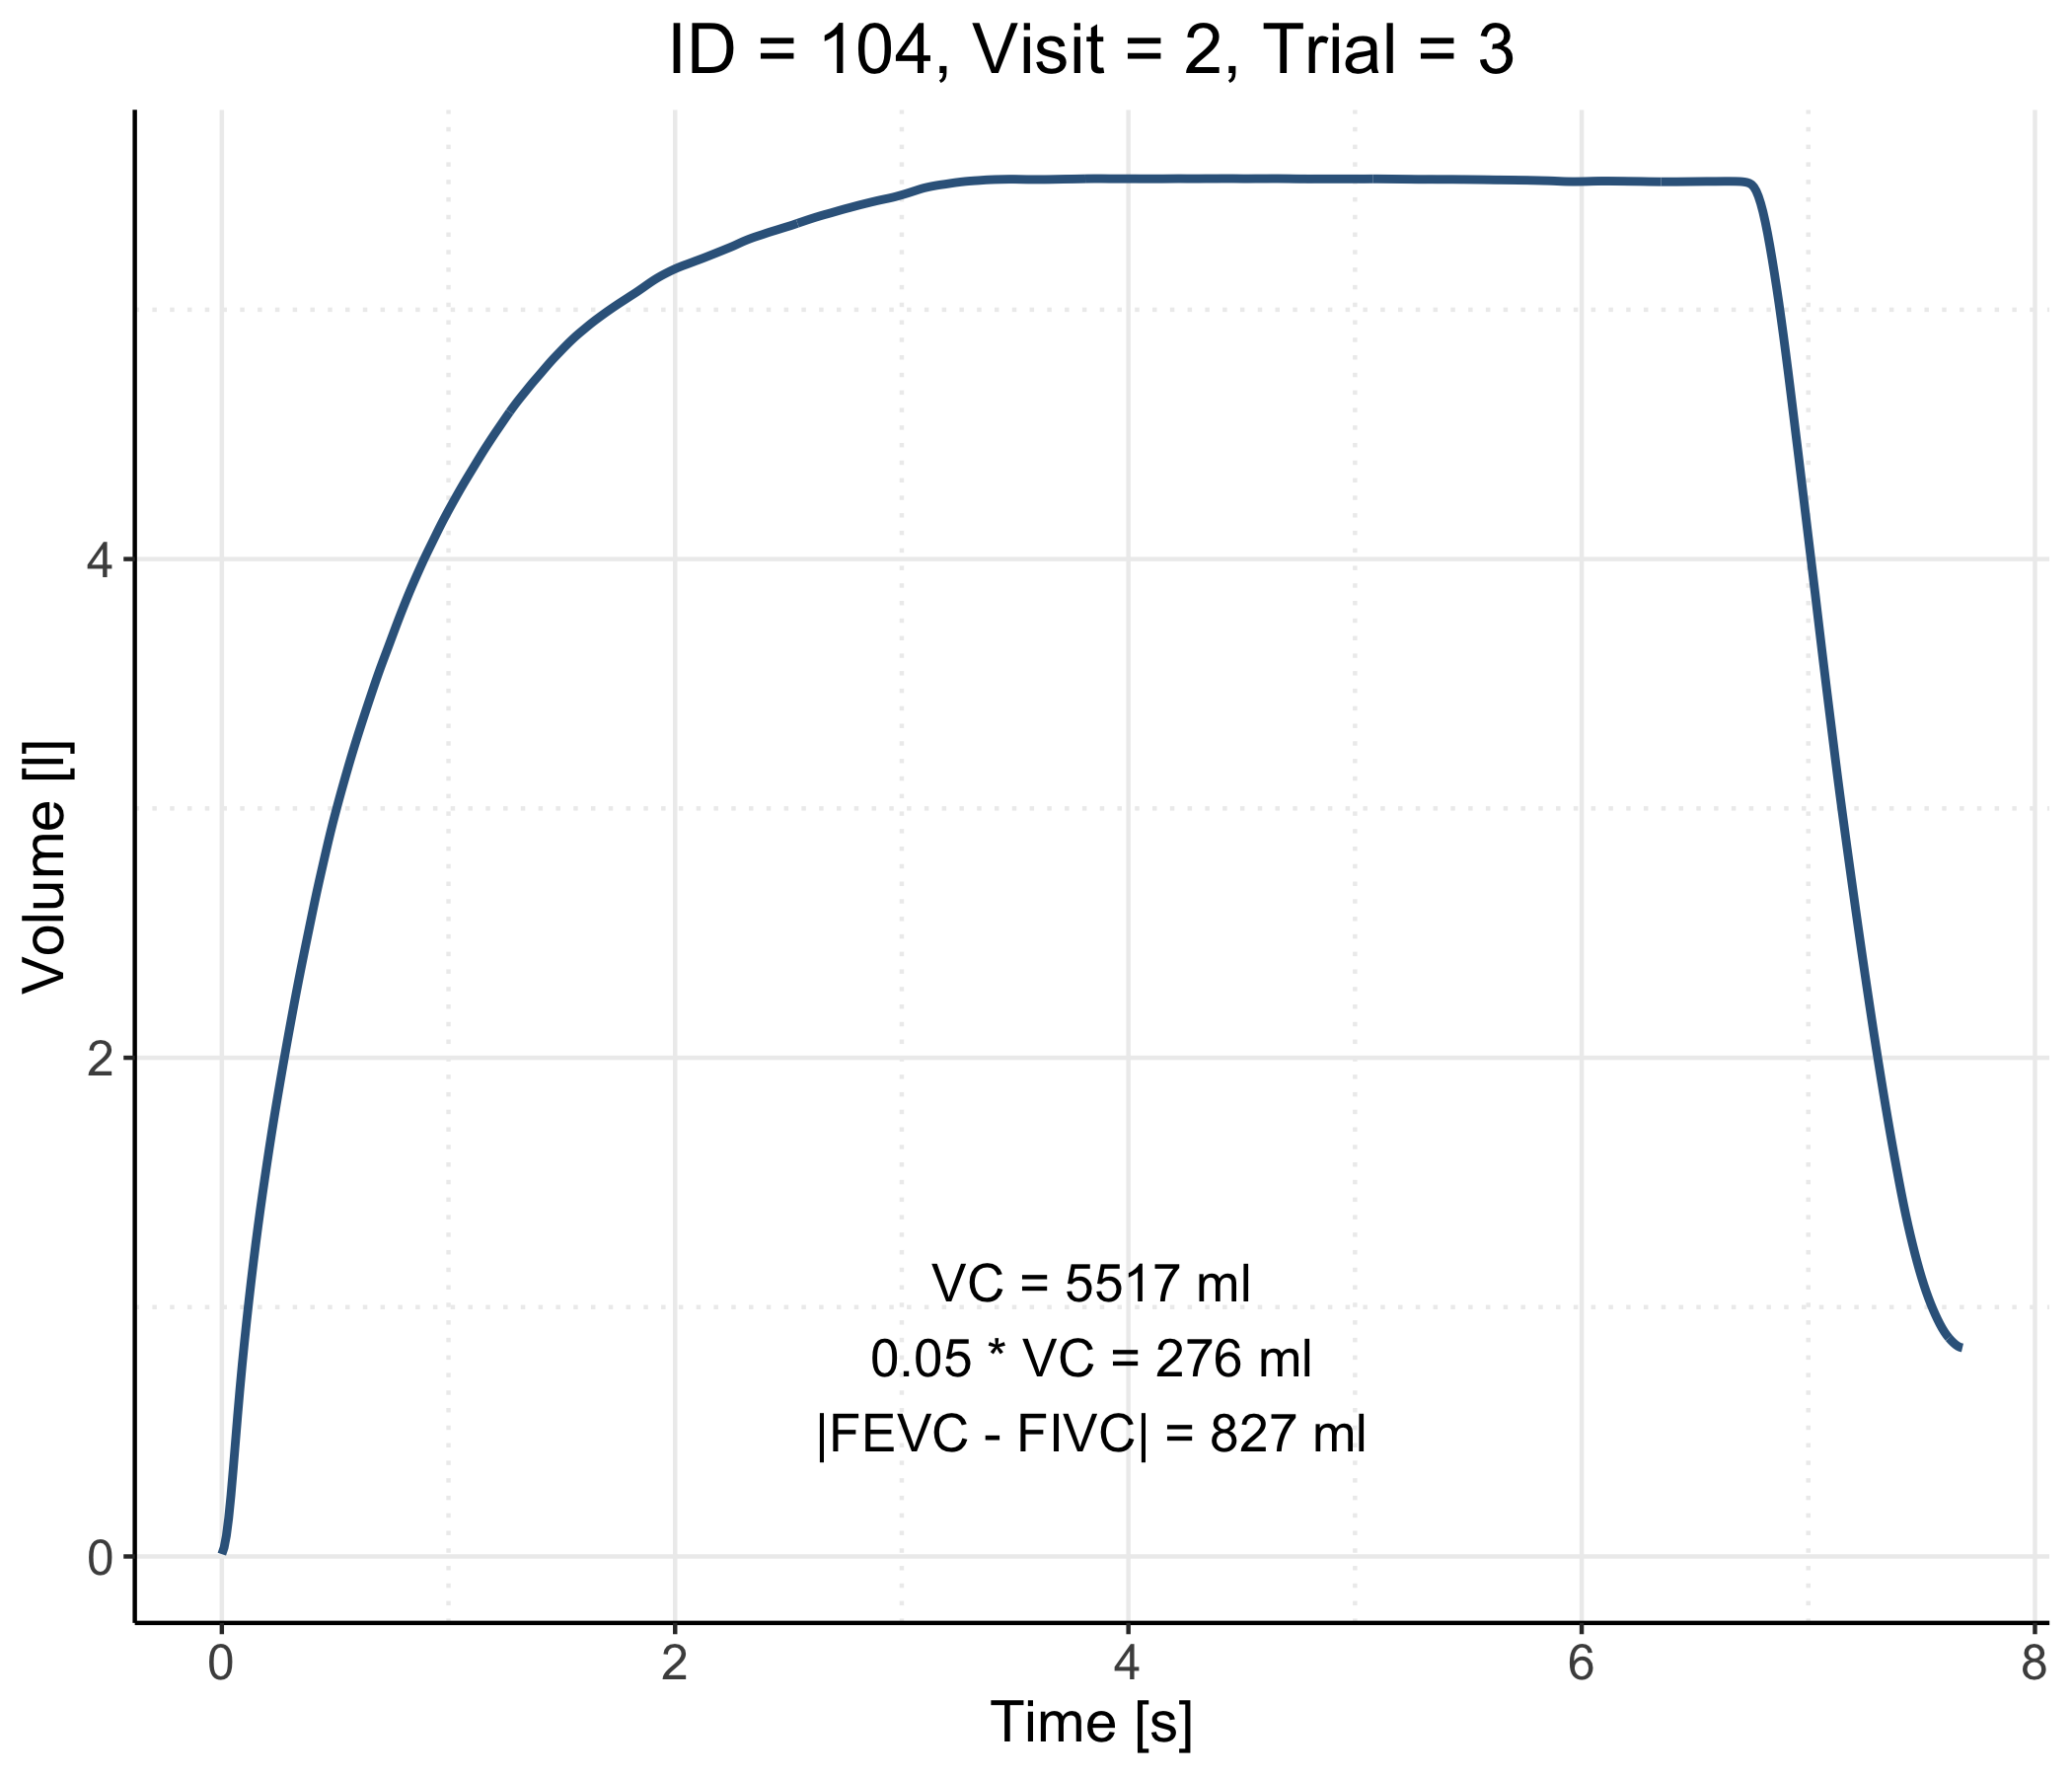 ID = 104, Visit = 2, Trial = 3
Volume [l]
4
2
0
VC = 5517 ml
0.05 * VC = 276 ml
|FEVC - FIVC| = 827 ml
0 2 4 6 8
Time [s]